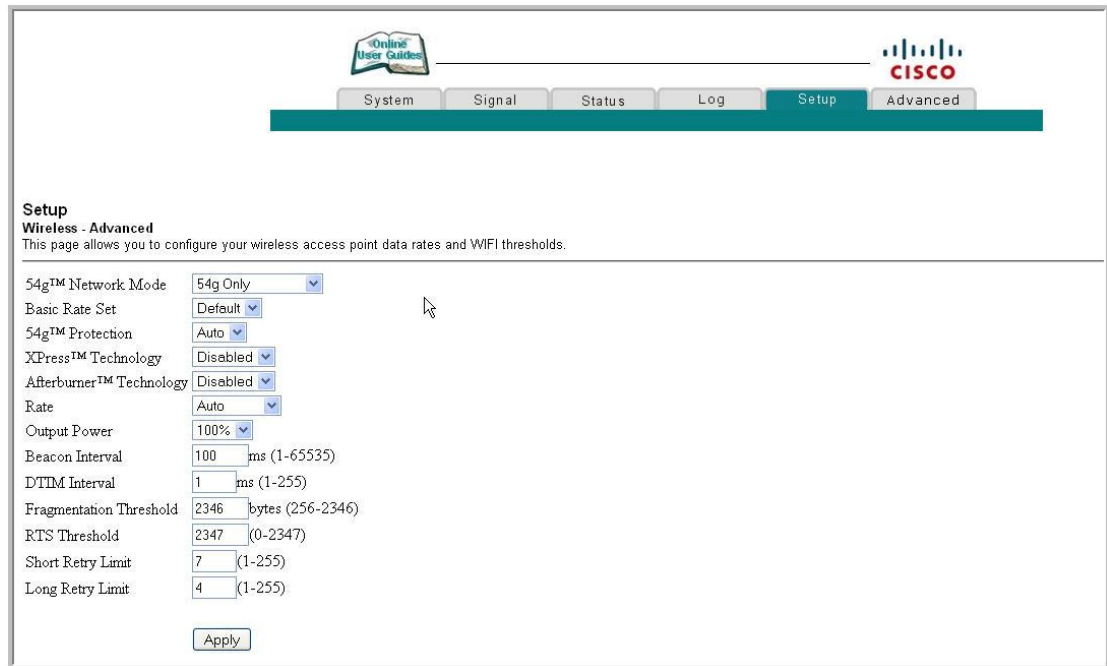 Online
User Guides
CISCO
System Signal Status Log Setup Advanced
Setup
Wireless - Advanced
This page allows you to configure your wireless access point data rates and WIFI thresholds.
54g™ Network Mode 54g Only
Basic Rate Set Default
54g™ Protection Auto
XPress™ Technology Disabled
Afterburner™ Technology Disabled
Rate Auto
Output Power 100%
Beacon Interval 100 ms (1-65535)
DTIM Interval 1 ms (1-255)
Fragmentation Threshold 2346 bytes (256-2346)
RTS Threshold 2347 (0-2347)
Short Retry Limit 7 (1-255)
Long Retry Limit 4 (1-255)
Apply